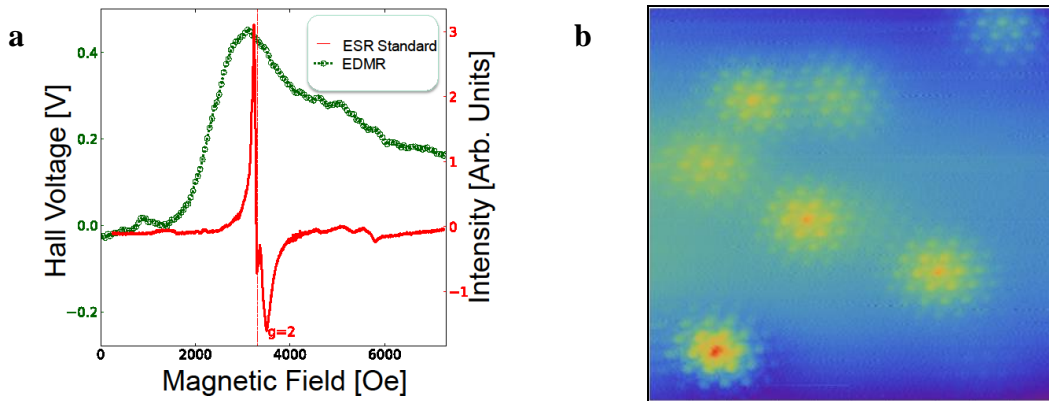 a
b
ESR Standard
EDMR
Hall Voltage [V]
0.4
0.2
0.0
−0.2
3
2
1
0
−1
Intensity [Arb. Units]
g=2
0
2000
4000
6000
Magnetic Field [Oe]